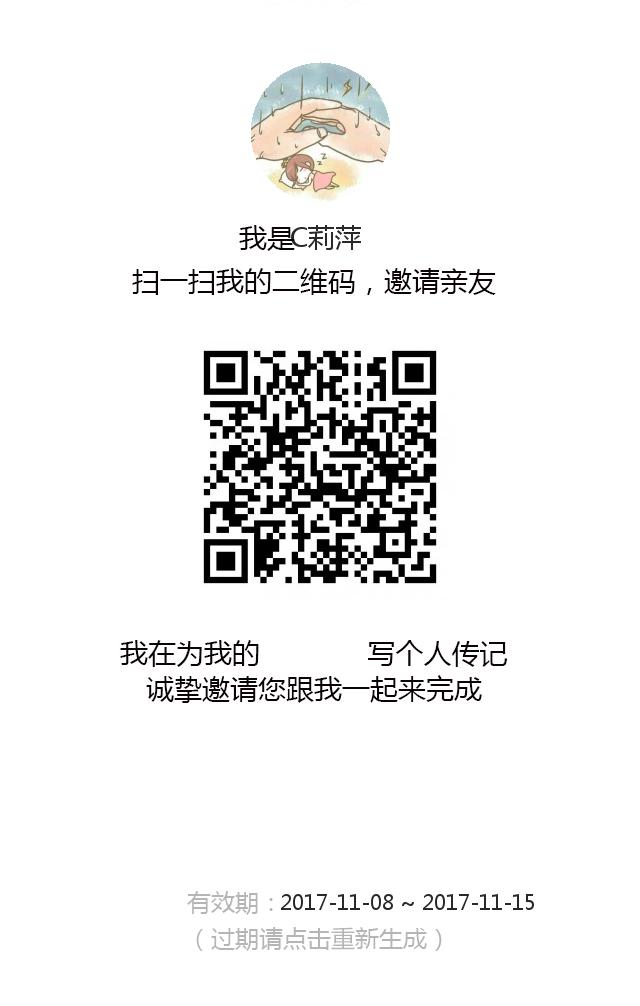 我是C莉萍
扫一扫我的二维码，邀请亲友
我在为我的 写个人传记
诚挚邀请您跟我一起来完成
有效期：2017-11-08 ~ 2017-11-15
（过期请点击重新生成）